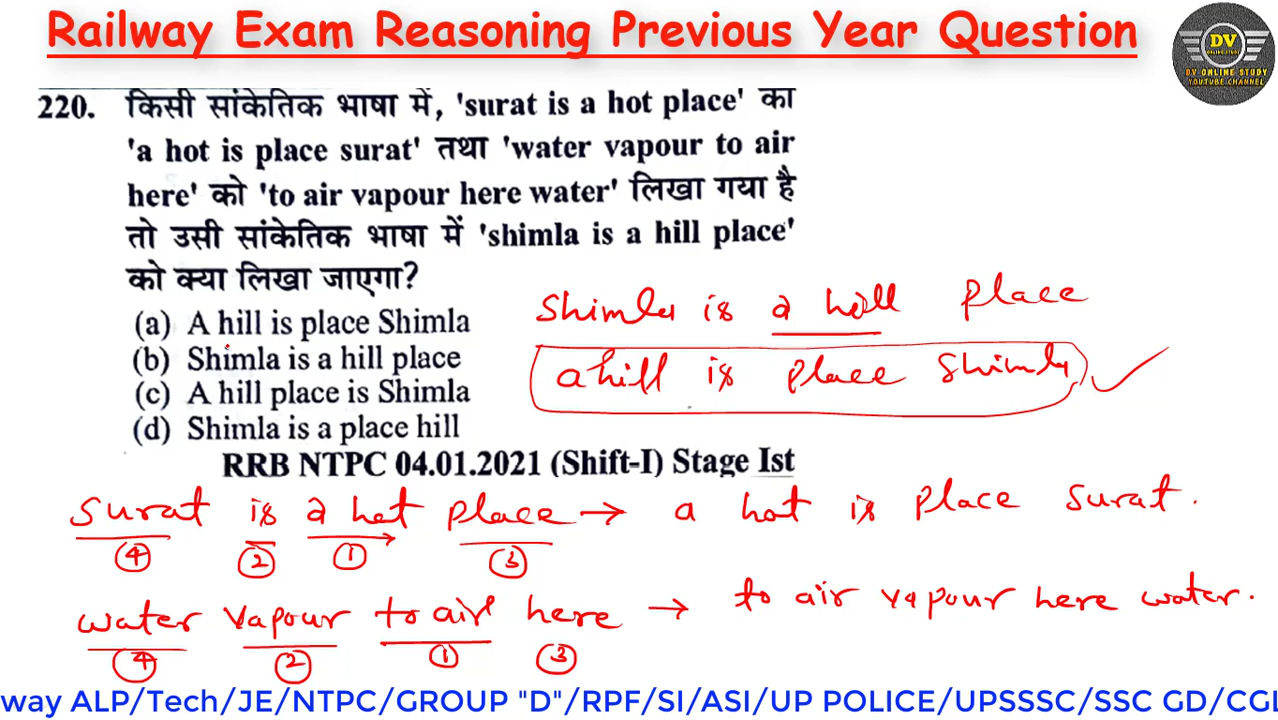 Railway Exam Reasoning Previous Year Question
DV
DV ONLINE STUDY
YOUTUBE CHANNEL
220. किसी सांकेतिक भाषा में, 'surat is a hot place' का
'a hot is place surat' तथा 'water vapour to air
here' को 'to air vapour here water' लिखा गया है
तो उसी सांकेतिक भाषा में 'shimla is a hill place'
को क्या लिखा जाएगा?
(a) A hill is place Shimla
(b) Shimla is a hill place
(c) A hill place is Shimla
(d) Shimla is a place hill
RRB NTPC 04.01.2021 (Shift-I) Stage Ist
Shimla is a hill place
a hill is place Shimla
Surat is a hot place → a hot is place surat.
4 2 1 3
water vapour to air here → to air vapour here water.
4 2 1 3
way ALP/Tech/JE/NTPC/GROUP "D"/RPF/SI/ASI/UP POLICE/UPSSSC/SSC GD/CGL